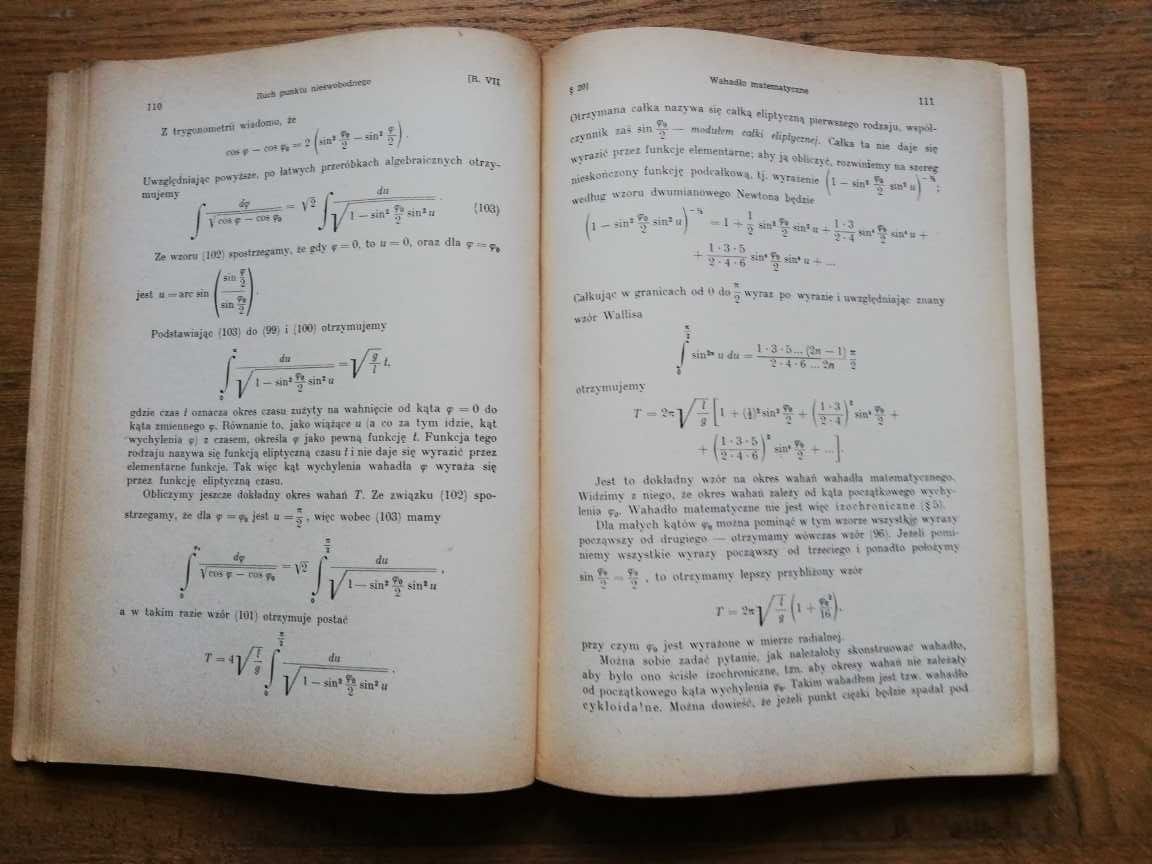 110
Ruch punktu nieswobodnego
[R. VII
Z trygonometrii wiadomo, że
cos φ — cos φ₀ = 2 (sin² φ₀/2 — sin² φ/2).
Uwzględniając powyższe, po łatwych przeróbkach algebraicznych otrzy-
mujemy
∫ dφ/√(cos φ — cos φ₀) = √2 ∫ du/√(1 — sin² φ₀/2 sin² u). (103)
Ze wzoru (102) spostrzegamy, że gdy φ = 0, to u = 0, oraz dla φ = φ₀
jest u = arc sin (sin φ/2 / sin φ₀/2).
Podstawiając (103) do (99) i (100) otrzymujemy
∫₀ᵘ du/√(1 — sin² φ₀/2 sin² u) = √(g/l) t,
gdzie czas t oznacza okres czasu zużyty na wahnięcie od kąta φ = 0 do
kąta zmiennego φ. Równanie to, jako wiążące u (a co za tym idzie, kąt
wychylenia φ) z czasem, określa φ jako pewną funkcję t. Funkcja tego
rodzaju nazywa się funkcją eliptyczną czasu t i nie daje się wyrazić przez
elementarne funkcje. Tak więc kąt wychylenia wahadła φ wyraża się
przez funkcję eliptyczną czasu.
Obliczymy jeszcze dokładny okres wahań T. Ze związku (102) spo-
strzegamy, że dla φ = φ₀ jest u = π/2, więc wobec (103) mamy
∫₀^φ₀ dφ/√(cos φ — cos φ₀) = √2 ∫₀^π/2 du/√(1 — sin² φ₀/2 sin² u),
a w takim razie wzór (101) otrzymuje postać
T = 4√(l/g) ∫₀^π/2 du/√(1 — sin² φ₀/2 sin² u).
§ 20]
Wahadło matematyczne
111
Otrzymana całka nazywa się całką eliptyczną pierwszego rodzaju, współ-
czynnik zaś sin φ₀/2 — modułem całki eliptycznej. Całka ta nie daje się
wyrazić przez funkcje elementarne; aby ją obliczyć, rozwiniemy na szereg
nieskończony funkcję podcałkową, tj. wyrażenie (1 — sin² φ₀/2 sin² u)^(-½);
według wzoru dwumianowego Newtona będzie
(1 — sin² φ₀/2 sin² u)^(-½) = 1 + 1/2 sin² φ₀/2 sin² u + 1·3/2·4 sin⁴ φ₀/2 sin⁴ u +
+ 1·3·5/2·4·6 sin⁶ φ₀/2 sin⁶ u + ...
Całkując w granicach od 0 do π/2 wyraz po wyrazie i uwzględniając znany
wzór Wallisa
∫₀^π/2 sin²ⁿ u du = 1·3·5...(2n — 1)/2·4·6 ... 2n π/2
otrzymujemy
T = 2π√(l/g) [1 + (½)² sin² φ₀/2 + (1·3/2·4)² sin⁴ φ₀/2 +
+ (1·3·5/2·4·6)² sin⁶ φ₀/2 + ...].
Jest to dokładny wzór na okres wahań wahadła matematycznego.
Widzimy z niego, że okres wahań zależy od kąta początkowego wychy-
lenia φ₀. Wahadło matematyczne nie jest więc izochroniczne (§ 5).
Dla małych kątów φ₀ można pominąć w tym wzorze wszystkie wyrazy
począwszy od drugiego — otrzymamy wówczas wzór (96). Jeżeli pomi-
niemy wszystkie wyrazy począwszy od trzeciego i ponadto położymy
sin φ₀/2 = φ₀/2, to otrzymamy lepszy przybliżony wzór
T = 2π√(l/g) (1 + φ₀²/16),
przy czym φ₀ jest wyrażone w mierze radialnej.
Można sobie zadać pytanie, jak należałoby skonstruować wahadło,
aby było ono ściśle izochroniczne, tzn. aby okresy wahań nie zależały
od początkowego kąta wychylenia φ₀. Takim wahadłem jest tzw. wahadło
cykloidalne. Można dowieść, że jeżeli punkt ciężki będzie spadał pod